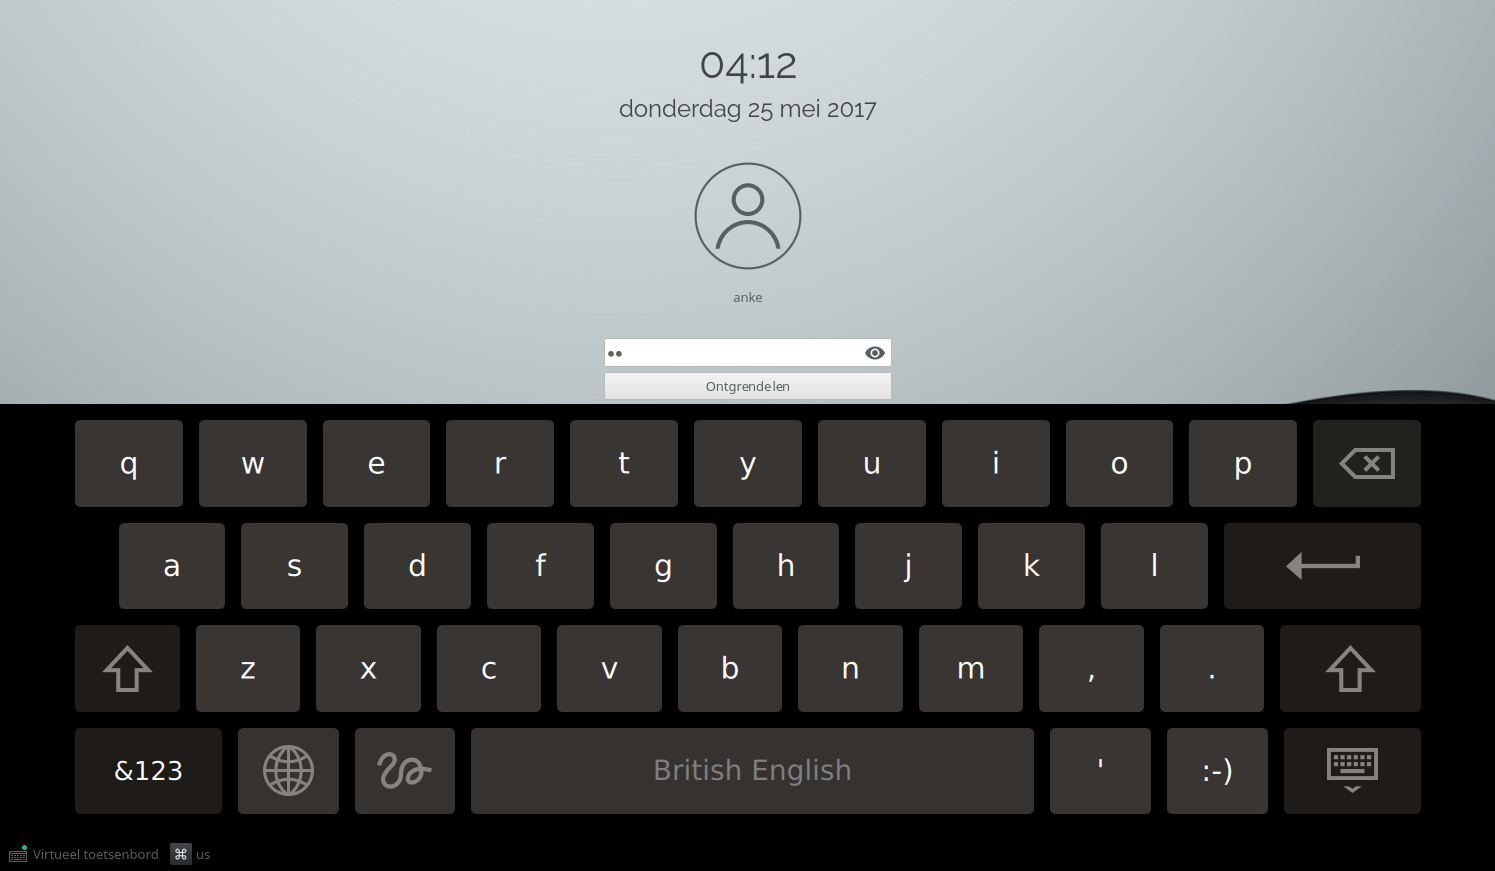 04:12
donderdag 25 mei 2017
anke
••
Ontgrendelen
q w e r t y u i o p
a s d f g h j k l
z x c v b n m , .
&123 British English ' :-)
Virtueel toetsenbord ⌘ us